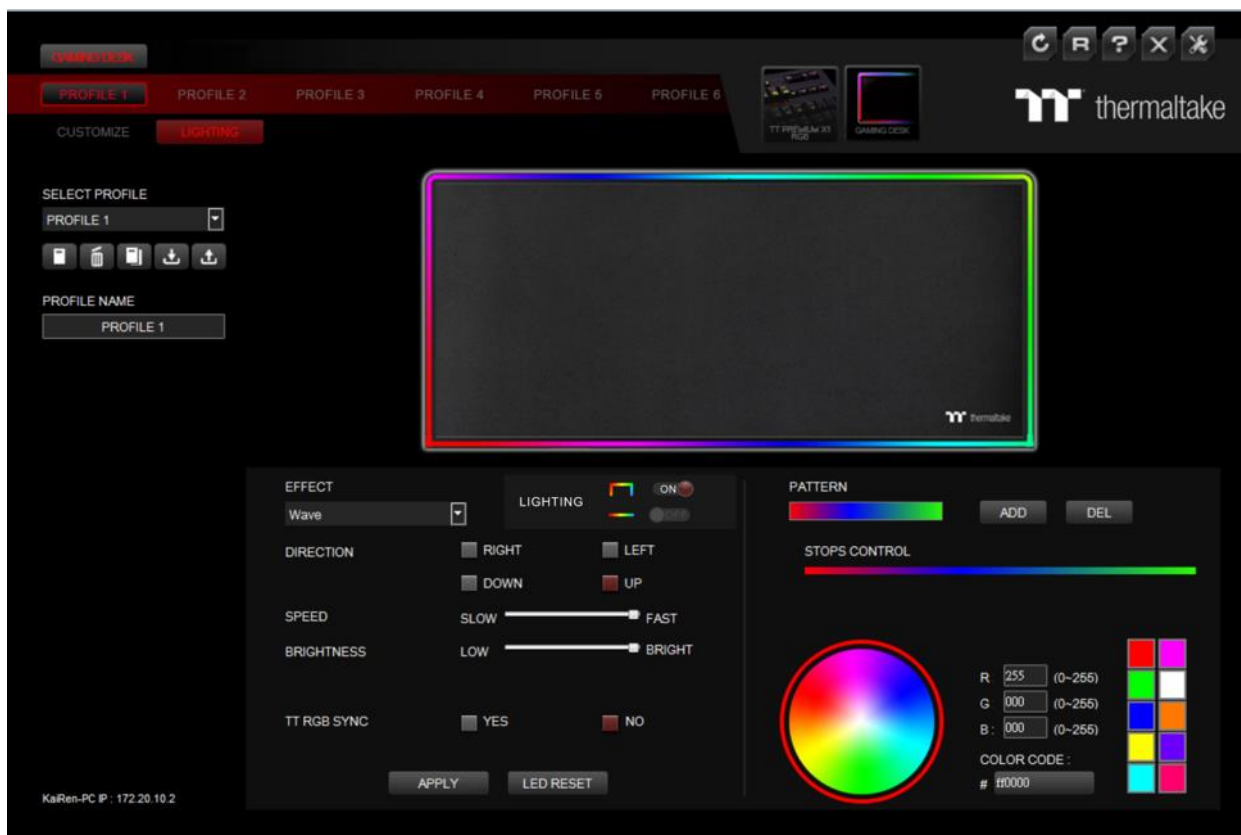 GAMING DESK
PROFILE 1 PROFILE 2 PROFILE 3 PROFILE 4 PROFILE 5 PROFILE 6
CUSTOMIZE LIGHTING
TT PREMIUM X1 RGB
GAMING DESK
R ?
thermaltake
SELECT PROFILE
PROFILE 1
PROFILE NAME
PROFILE 1
thermaltake
EFFECT
Wave
LIGHTING
ON
OFF
DIRECTION
RIGHT LEFT
DOWN UP
SPEED
SLOW FAST
BRIGHTNESS
LOW BRIGHT
TT RGB SYNC
YES NO
APPLY LED RESET
PATTERN
ADD DEL
STOPS CONTROL
R 255 (0~255)
G 000 (0~255)
B : 000 (0~255)
COLOR CODE :
# ff0000
KaiRen-PC IP : 172.20.10.2